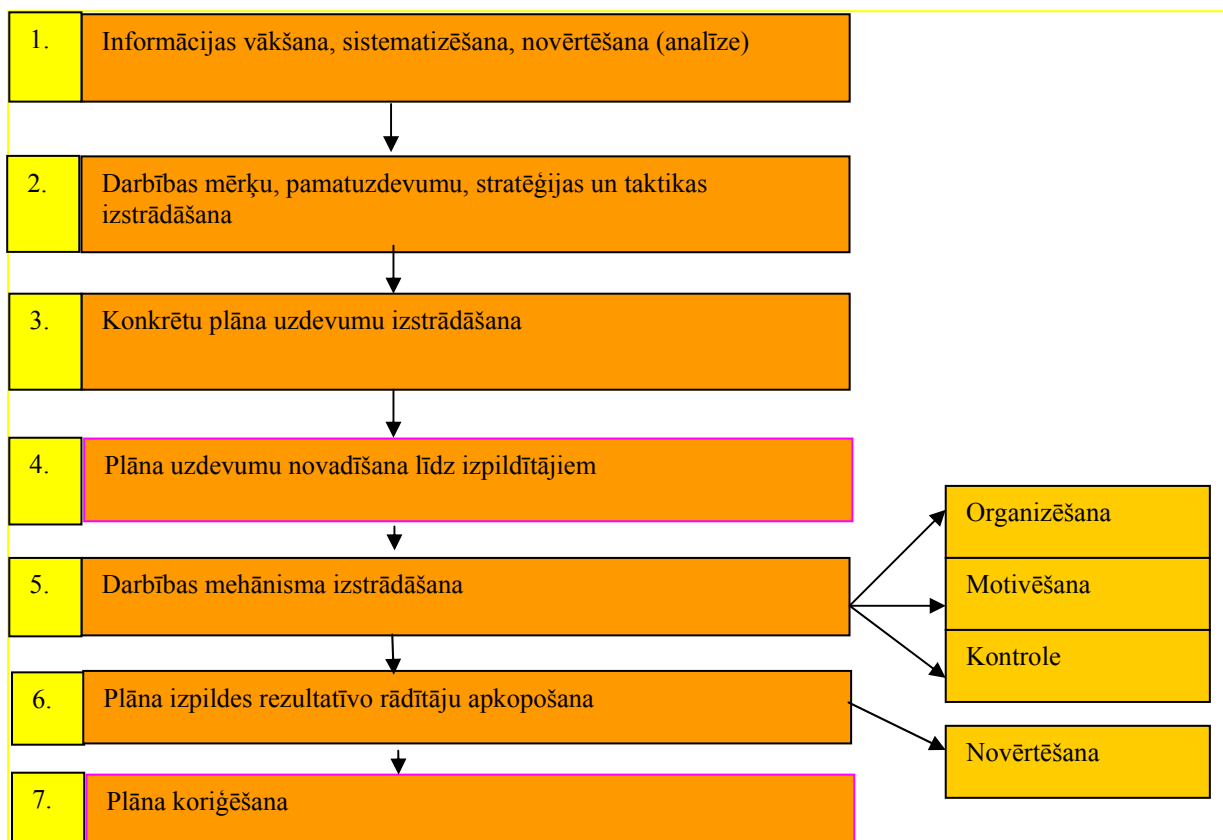 1. Informācijas vākšana, sistematizēšana, novērtēšana (analīze)
2. Darbības mērķu, pamatuzdevumu, stratēģijas un taktikas
izstrādāšana
3. Konkrētu plāna uzdevumu izstrādāšana
4. Plāna uzdevumu novadīšana līdz izpildītājiem
5. Darbības mehānisma izstrādāšana
Organizēšana
Motivēšana
Kontrole
6. Plāna izpildes rezultatīvo rādītāju apkopošana
Novērtēšana
7. Plāna koriģēšana